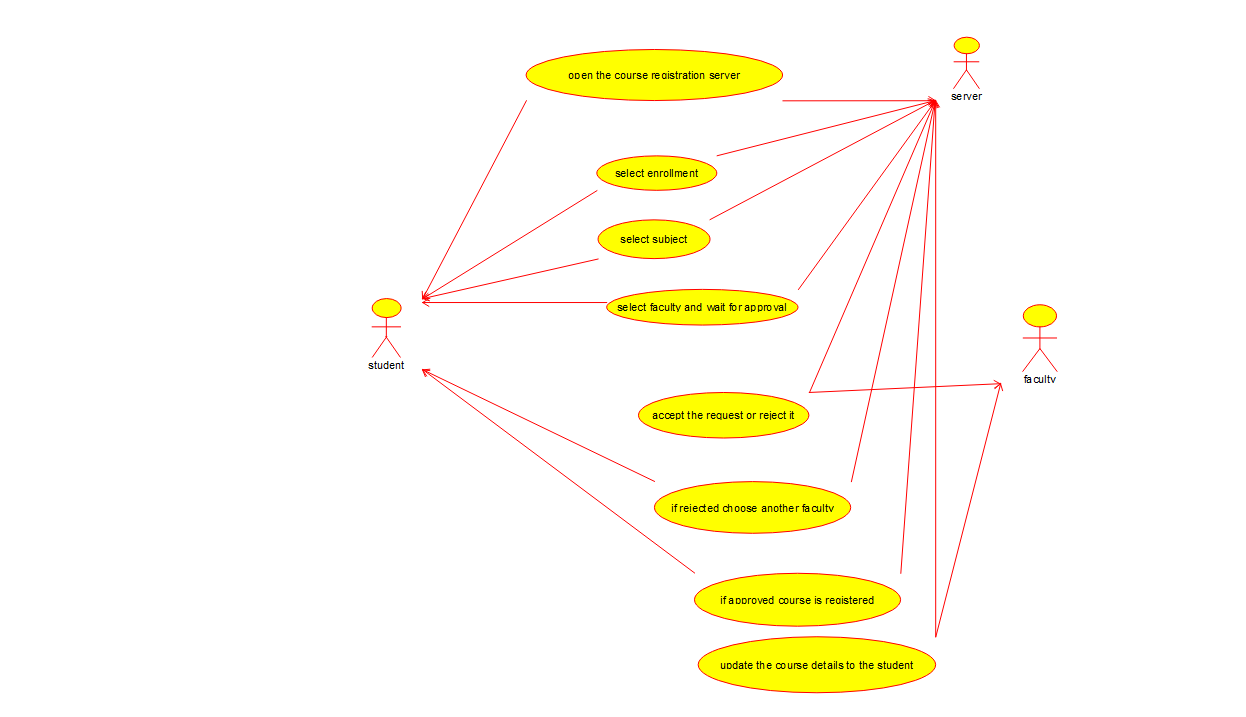 open the course registration server
server
select enrollment
select subject
select faculty and wait for approval
student
faculty
accept the request or reject it
if rejected choose another faculty
if approved course is registered
update the course details to the student